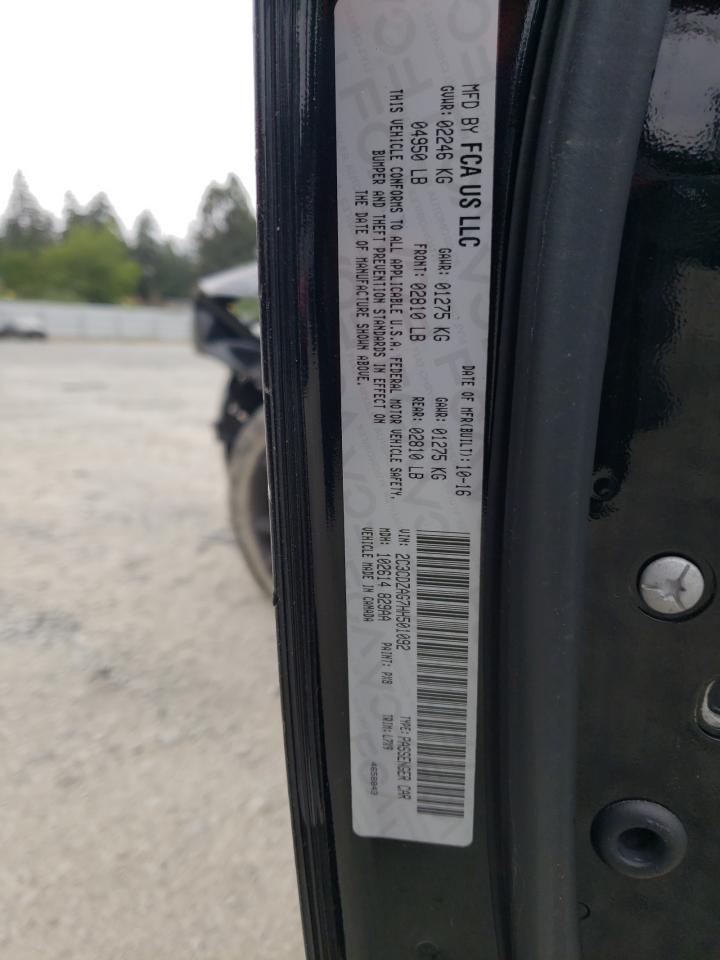 MFD BY FCA US LLC DATE OF MFR(BUILT): 10-16
GVWR: 02246 KG GAWR: 01275 KG GAWR: 01275 KG
04950 LB FRONT: 02810 LB REAR: 02810 LB
THIS VEHICLE CONFORMS TO ALL APPLICABLE U.S.A. FEDERAL MOTOR VEHICLE SAFETY,
BUMPER AND THEFT PREVENTION STANDARDS IN EFFECT ON
THE DATE OF MANUFACTURE SHOWN ABOVE.
VIN: 2C3CDZAG7HH501092 TYPE: PASSENGER CAR
MDH: 102614 829AA PAINT: PX8 TRIM: L7X9
VEHICLE MADE IN CANADA 4658843